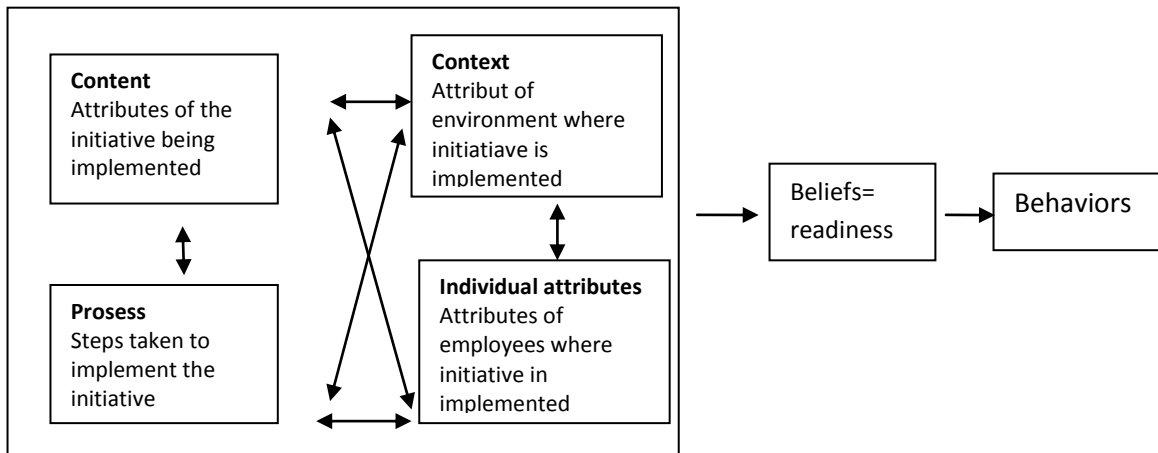 Content
Attributes of the
initiative being
implemented
Context
Attribut of
environment where
initiatiave is
implemented
Prosess
Steps taken to
implement the
initiative
Individual attributes
Attributes of
employees where
initiative in
implemented
Beliefs=
readiness
Behaviors